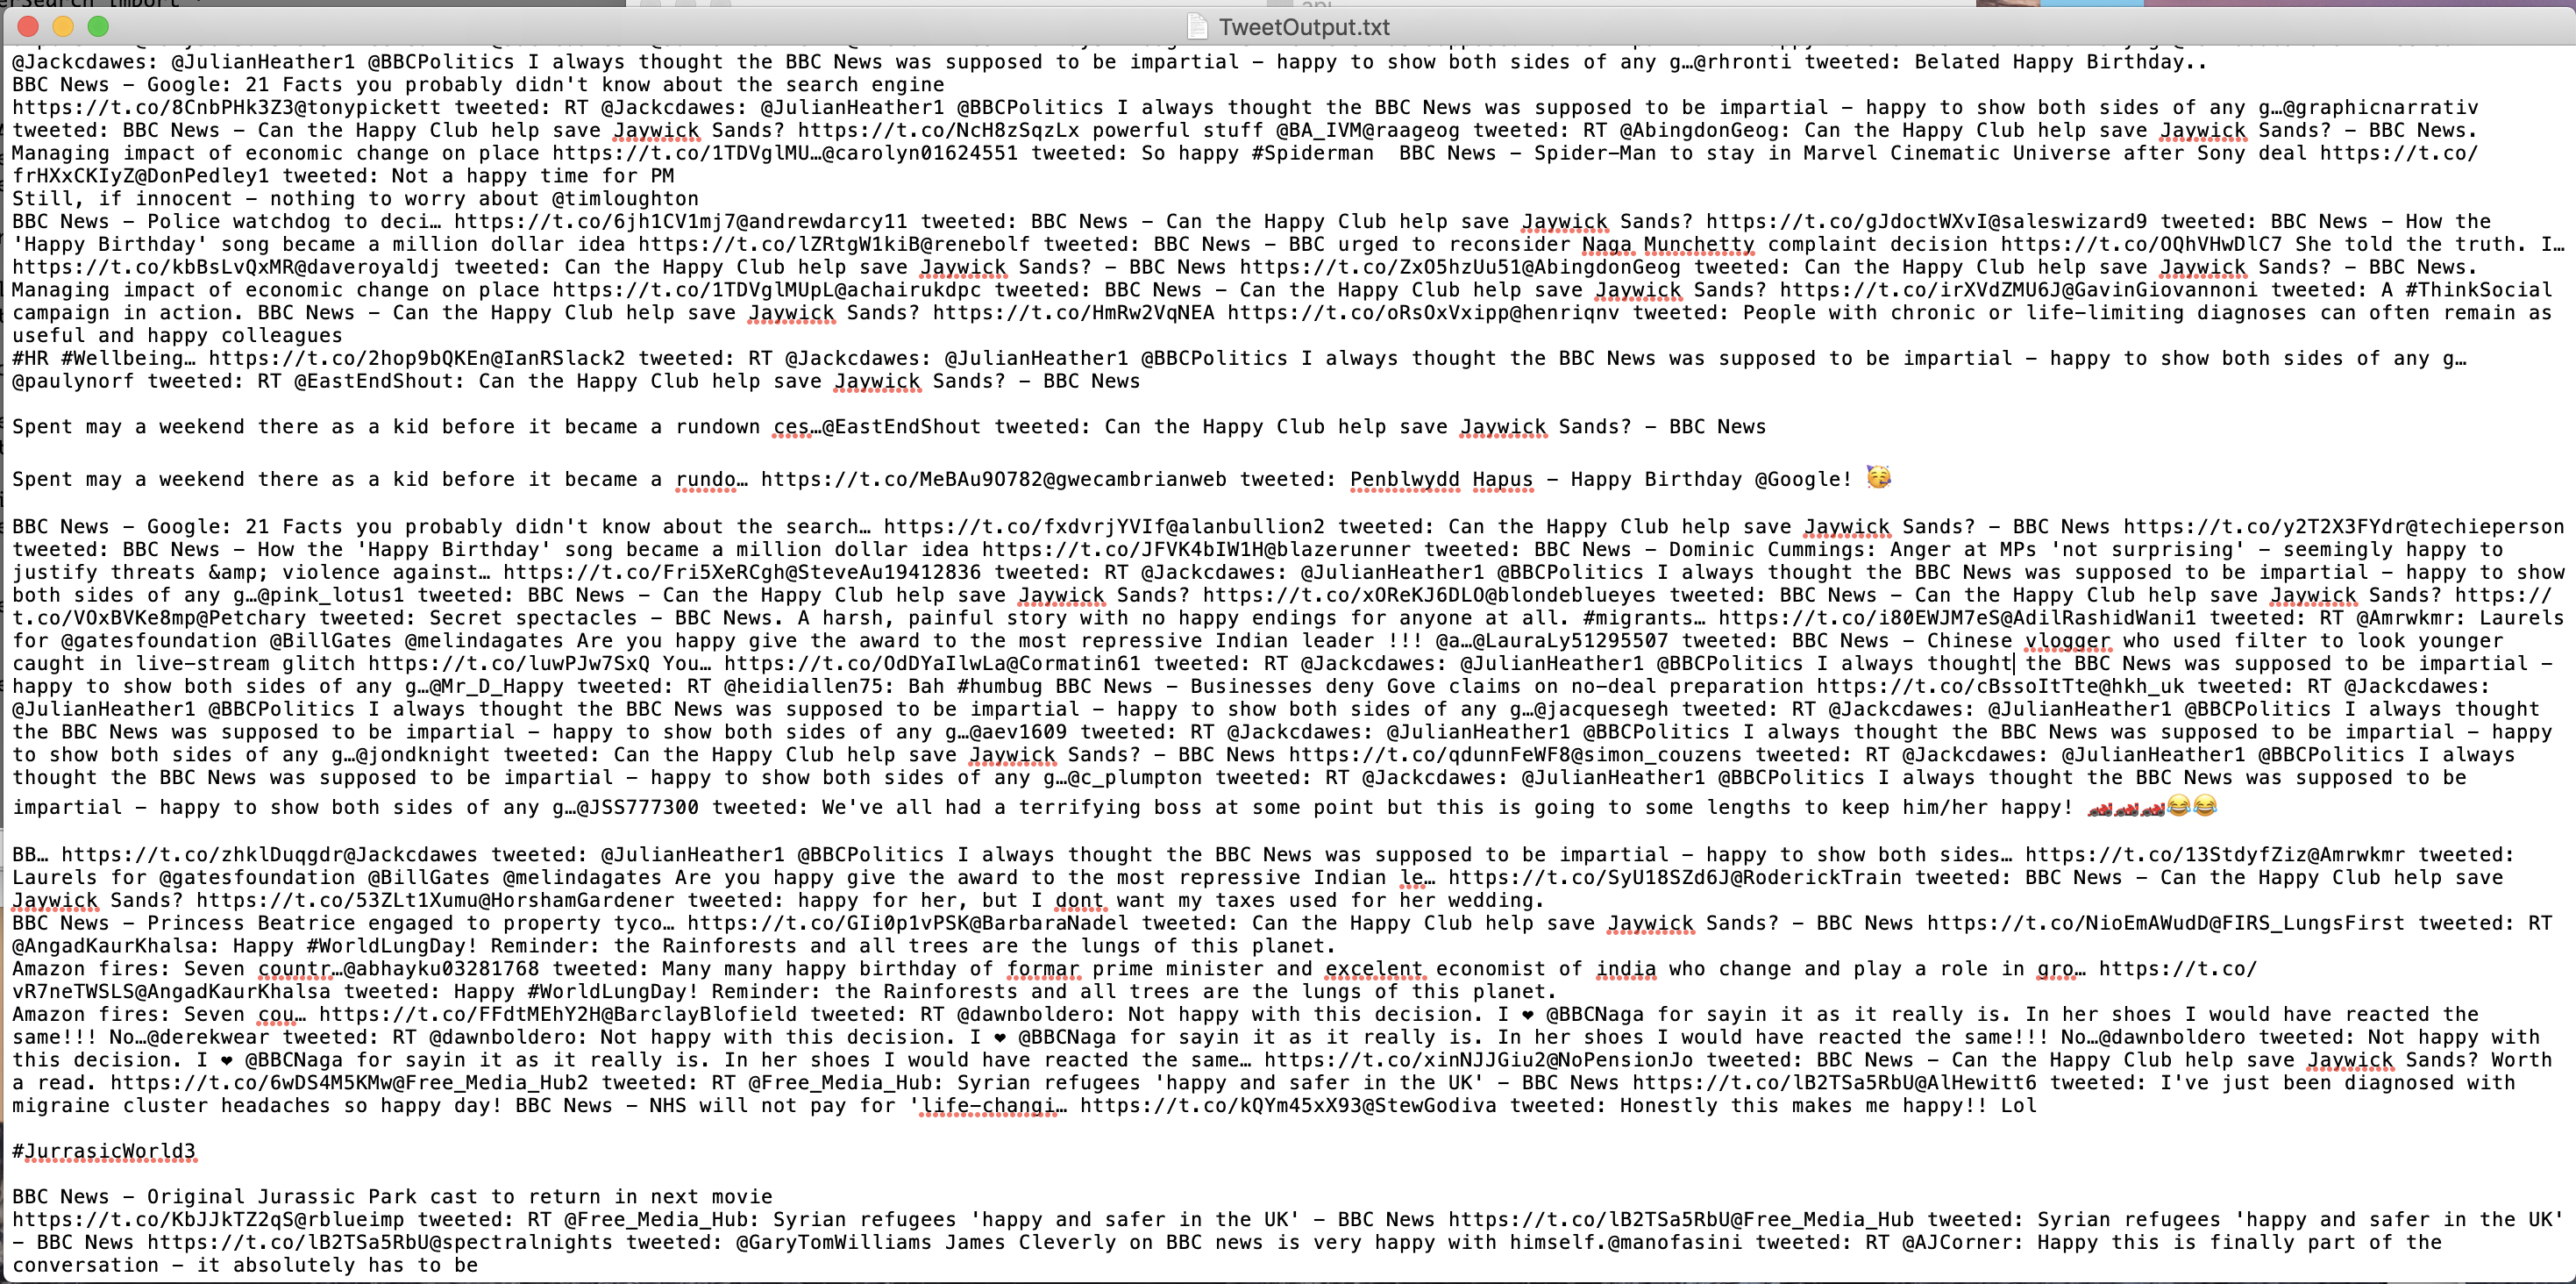 TweetOutput.txt
@Jackcdawes: @JulianHeather1 @BBCPolitics I always thought the BBC News was supposed to be impartial – happy to show both sides of any g…@rhronti tweeted: Belated Happy Birthday..
BBC News – Google: 21 Facts you probably didn't know about the search engine
https://t.co/8CnbPHk3Z3@tonypickett tweeted: RT @Jackcdawes: @JulianHeather1 @BBCPolitics I always thought the BBC News was supposed to be impartial – happy to show both sides of any g…@graphicnarrativ
tweeted: BBC News – Can the Happy Club help save Jaywick Sands? https://t.co/NcH8zSqzLx powerful stuff @BA_IVM@raageog tweeted: RT @AbingdonGeog: Can the Happy Club help save Jaywick Sands? – BBC News.
Managing impact of economic change on place https://t.co/1TDVglMU…@carolyn01624551 tweeted: So happy #Spiderman  BBC News – Spider-Man to stay in Marvel Cinematic Universe after Sony deal https://t.co/
frHXxCKIyZ@DonPedley1 tweeted: Not a happy time for PM
Still, if innocent – nothing to worry about @timloughton
BBC News – Police watchdog to deci… https://t.co/6jh1CV1mj7@andrewdarcy11 tweeted: BBC News – Can the Happy Club help save Jaywick Sands? https://t.co/gJdoctWXvI@saleswizard9 tweeted: BBC News – How the
'Happy Birthday' song became a million dollar idea https://t.co/lZRtgW1kiB@renebolf tweeted: BBC News – BBC urged to reconsider Naga Munchetty complaint decision https://t.co/OQhVHwDlC7 She told the truth. I…
https://t.co/kbBsLvQxMR@daveroyaldj tweeted: Can the Happy Club help save Jaywick Sands? – BBC News https://t.co/ZxO5hzUu51@AbingdonGeog tweeted: Can the Happy Club help save Jaywick Sands? – BBC News.
Managing impact of economic change on place https://t.co/1TDVglMUpL@achairukdpc tweeted: BBC News – Can the Happy Club help save Jaywick Sands? https://t.co/irXVdZMU6J@GavinGiovannoni tweeted: A #ThinkSocial
campaign in action. BBC News – Can the Happy Club help save Jaywick Sands? https://t.co/HmRw2VqNEA https://t.co/oRsOxVxipp@henriqnv tweeted: People with chronic or life-limiting diagnoses can often remain as
useful and happy colleagues
#HR #Wellbeing… https://t.co/2hop9bQKEn@IanRSlack2 tweeted: RT @Jackcdawes: @JulianHeather1 @BBCPolitics I always thought the BBC News was supposed to be impartial – happy to show both sides of any g…
@paulynorf tweeted: RT @EastEndShout: Can the Happy Club help save Jaywick Sands? – BBC News
Spent may a weekend there as a kid before it became a rundown ces…@EastEndShout tweeted: Can the Happy Club help save Jaywick Sands? – BBC News
Spent may a weekend there as a kid before it became a rundo… https://t.co/MeBAu9O782@gwecambrianweb tweeted: Penblwydd Hapus – Happy Birthday @Google! 🥳
BBC News – Google: 21 Facts you probably didn't know about the search… https://t.co/fxdvrjYVIf@alanbullion2 tweeted: Can the Happy Club help save Jaywick Sands? – BBC News https://t.co/y2T2X3FYdr@techieperson
tweeted: BBC News – How the 'Happy Birthday' song became a million dollar idea https://t.co/JFVK4bIW1H@blazerunner tweeted: BBC News – Dominic Cummings: Anger at MPs 'not surprising' – seemingly happy to
justify threats &amp; violence against… https://t.co/Fri5XeRCgh@SteveAu19412836 tweeted: RT @Jackcdawes: @JulianHeather1 @BBCPolitics I always thought the BBC News was supposed to be impartial – happy to show
both sides of any g…@pink_lotus1 tweeted: BBC News – Can the Happy Club help save Jaywick Sands? https://t.co/xOReKJ6DLO@blondeblueyes tweeted: BBC News – Can the Happy Club help save Jaywick Sands? https://
t.co/VOxBVKe8mp@Petchary tweeted: Secret spectacles – BBC News. A harsh, painful story with no happy endings for anyone at all. #migrants… https://t.co/i80EWJM7eS@AdilRashidWani1 tweeted: RT @Amrwkmr: Laurels
for @gatesfoundation @BillGates @melindagates Are you happy give the award to the most repressive Indian leader !!! @a…@LauraLy51295507 tweeted: BBC News – Chinese vlogger who used filter to look younger
caught in live-stream glitch https://t.co/luwPJw7SxQ You… https://t.co/OdDYaIlwLa@Cormatin61 tweeted: RT @Jackcdawes: @JulianHeather1 @BBCPolitics I always thought the BBC News was supposed to be impartial –
happy to show both sides of any g…@Mr_D_Happy tweeted: RT @heidiallen75: Bah #humbug BBC News – Businesses deny Gove claims on no-deal preparation https://t.co/cBssoItTte@hkh_uk tweeted: RT @Jackcdawes:
@JulianHeather1 @BBCPolitics I always thought the BBC News was supposed to be impartial – happy to show both sides of any g…@jacquesegh tweeted: RT @Jackcdawes: @JulianHeather1 @BBCPolitics I always thought
the BBC News was supposed to be impartial – happy to show both sides of any g…@aev1609 tweeted: RT @Jackcdawes: @JulianHeather1 @BBCPolitics I always thought the BBC News was supposed to be impartial – happy
to show both sides of any g…@jondknight tweeted: Can the Happy Club help save Jaywick Sands? – BBC News https://t.co/qdunnFeWF8@simon_couzens tweeted: RT @Jackcdawes: @JulianHeather1 @BBCPolitics I always
thought the BBC News was supposed to be impartial – happy to show both sides of any g…@c_plumpton tweeted: RT @Jackcdawes: @JulianHeather1 @BBCPolitics I always thought the BBC News was supposed to be
impartial – happy to show both sides of any g…@JSS777300 tweeted: We've all had a terrifying boss at some point but this is going to some lengths to keep him/her happy! 🏎🏎🏎😂😂
BB… https://t.co/zhklDuqgdr@Jackcdawes tweeted: @JulianHeather1 @BBCPolitics I always thought the BBC News was supposed to be impartial – happy to show both sides… https://t.co/13StdyfZiz@Amrwkmr tweeted:
Laurels for @gatesfoundation @BillGates @melindagates Are you happy give the award to the most repressive Indian le… https://t.co/SyU18SZd6J@RoderickTrain tweeted: BBC News – Can the Happy Club help save
Jaywick Sands? https://t.co/53ZLt1Xumu@HorshamGardener tweeted: happy for her, but I dont want my taxes used for her wedding.
BBC News – Princess Beatrice engaged to property tyco… https://t.co/GIi0p1vPSK@BarbaraNadel tweeted: Can the Happy Club help save Jaywick Sands? – BBC News https://t.co/NioEmAWudD@FIRS_LungsFirst tweeted: RT
@AngadKaurKhalsa: Happy #WorldLungDay! Reminder: the Rainforests and all trees are the lungs of this planet.
Amazon fires: Seven countr…@abhayku03281768 tweeted: Many many happy birthday of formar prime minister and excelent economist of india who change and play a role in gro… https://t.co/
vR7neTWSLS@AngadKaurKhalsa tweeted: Happy #WorldLungDay! Reminder: the Rainforests and all trees are the lungs of this planet.
Amazon fires: Seven cou… https://t.co/FFdtMEhY2H@BarclayBlofield tweeted: RT @dawnboldero: Not happy with this decision. I ❤ @BBCNaga for sayin it as it really is. In her shoes I would have reacted the
same!!! No…@derekwear tweeted: RT @dawnboldero: Not happy with this decision. I ❤ @BBCNaga for sayin it as it really is. In her shoes I would have reacted the same!!! No…@dawnboldero tweeted: Not happy with
this decision. I ❤ @BBCNaga for sayin it as it really is. In her shoes I would have reacted the same… https://t.co/xinNJJGiu2@NoPensionJo tweeted: BBC News – Can the Happy Club help save Jaywick Sands? Worth
a read. https://t.co/6wDS4M5KMw@Free_Media_Hub2 tweeted: RT @Free_Media_Hub: Syrian refugees 'happy and safer in the UK' – BBC News https://t.co/lB2TSa5RbU@AlHewitt6 tweeted: I've just been diagnosed with
migraine cluster headaches so happy day! BBC News – NHS will not pay for 'life-changi… https://t.co/kQYm45xX93@StewGodiva tweeted: Honestly this makes me happy!! Lol
#JurrasicWorld3
BBC News – Original Jurassic Park cast to return in next movie
https://t.co/KbJJkTZ2qS@rblueimp tweeted: RT @Free_Media_Hub: Syrian refugees 'happy and safer in the UK' – BBC News https://t.co/lB2TSa5RbU@Free_Media_Hub tweeted: Syrian refugees 'happy and safer in the UK'
– BBC News https://t.co/lB2TSa5RbU@spectralnights tweeted: @GaryTomWilliams James Cleverly on BBC news is very happy with himself.@manofasini tweeted: RT @AJCorner: Happy this is finally part of the
conversation – it absolutely has to be